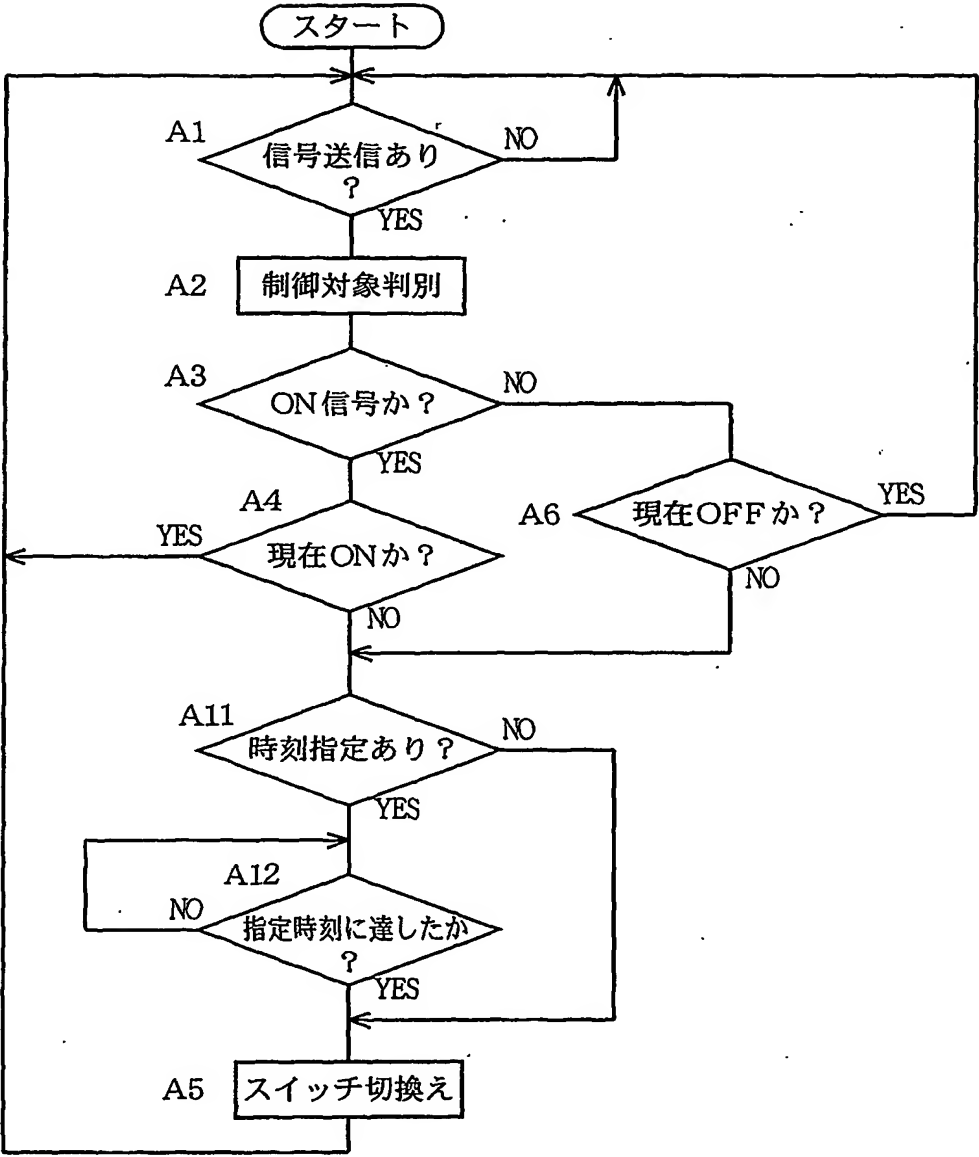 スタート
A1
信号送信あり
?
NO
YES
A2
制御対象判別
A3
ON信号か?
NO
YES
A4
現在ONか?
YES
NO
A6
現在OFFか?
YES
NO
A11
時刻指定あり?
NO
YES
A12
指定時刻に達したか
?
NO
YES
A5
スイッチ切換え